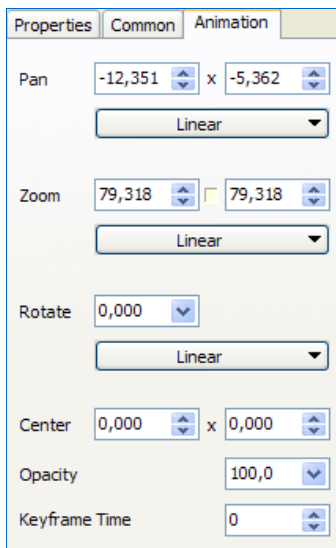 Properties Common Animation
Pan -12,351 x -5,362
Linear
Zoom 79,318 79,318
Linear
Rotate 0,000
Linear
Center 0,000 x 0,000
Opacity 100,0
Keyframe Time 0